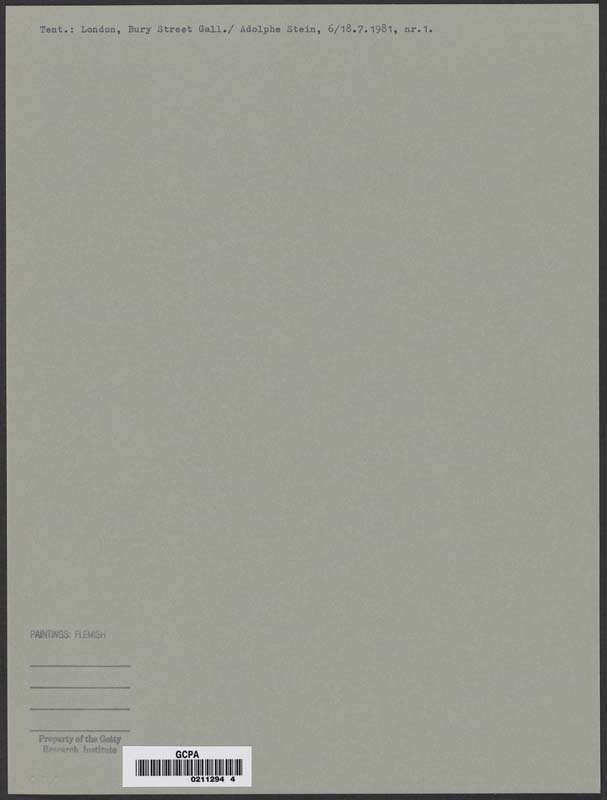 Tent.: London, Bury Street Gall./ Adolphe Stein, 6/18.7.1981, nr.1.
PAINTINGS: FLEMISH
Property of the Getty
Research Institute
GCPA
0211294 4